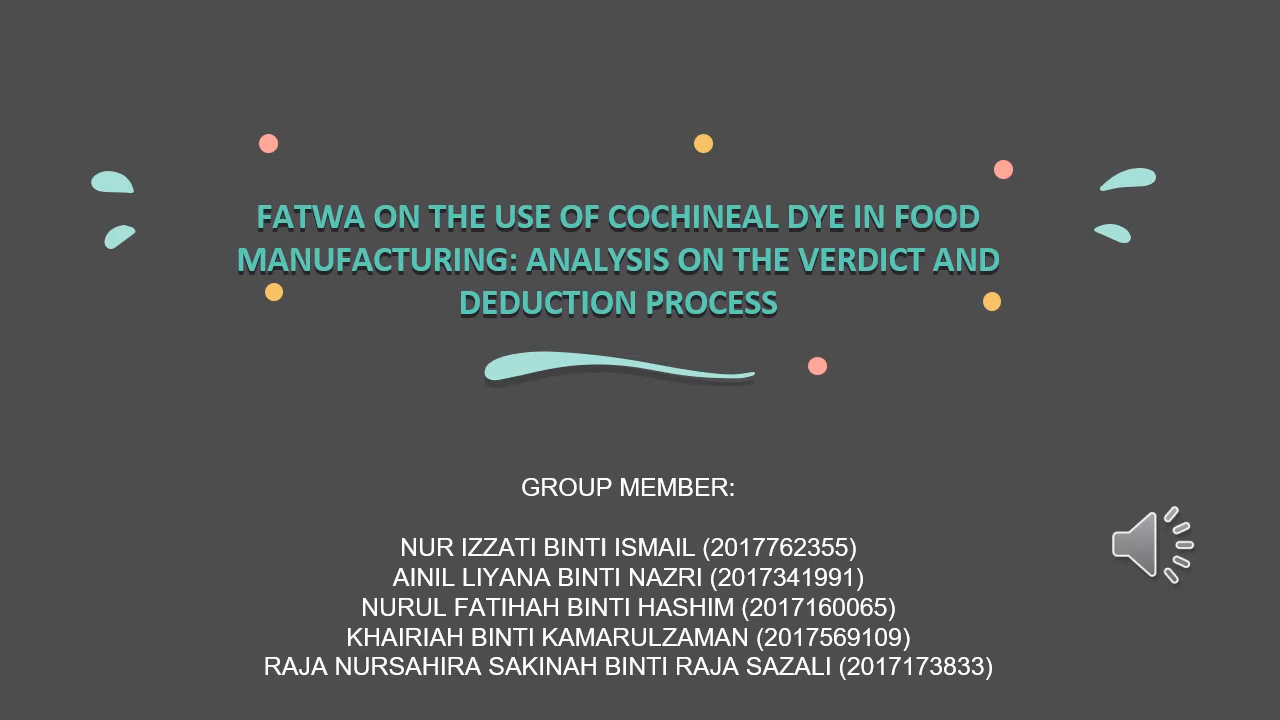 FATWA ON THE USE OF COCHINEAL DYE IN FOOD
MANUFACTURING: ANALYSIS ON THE VERDICT AND
DEDUCTION PROCESS
GROUP MEMBER:
NUR IZZATI BINTI ISMAIL (2017762355)
AINIL LIYANA BINTI NAZRI (2017341991)
NURUL FATIHAH BINTI HASHIM (2017160065)
KHAIRIAH BINTI KAMARULZAMAN (2017569109)
RAJA NURSAHIRA SAKINAH BINTI RAJA SAZALI (2017173833)